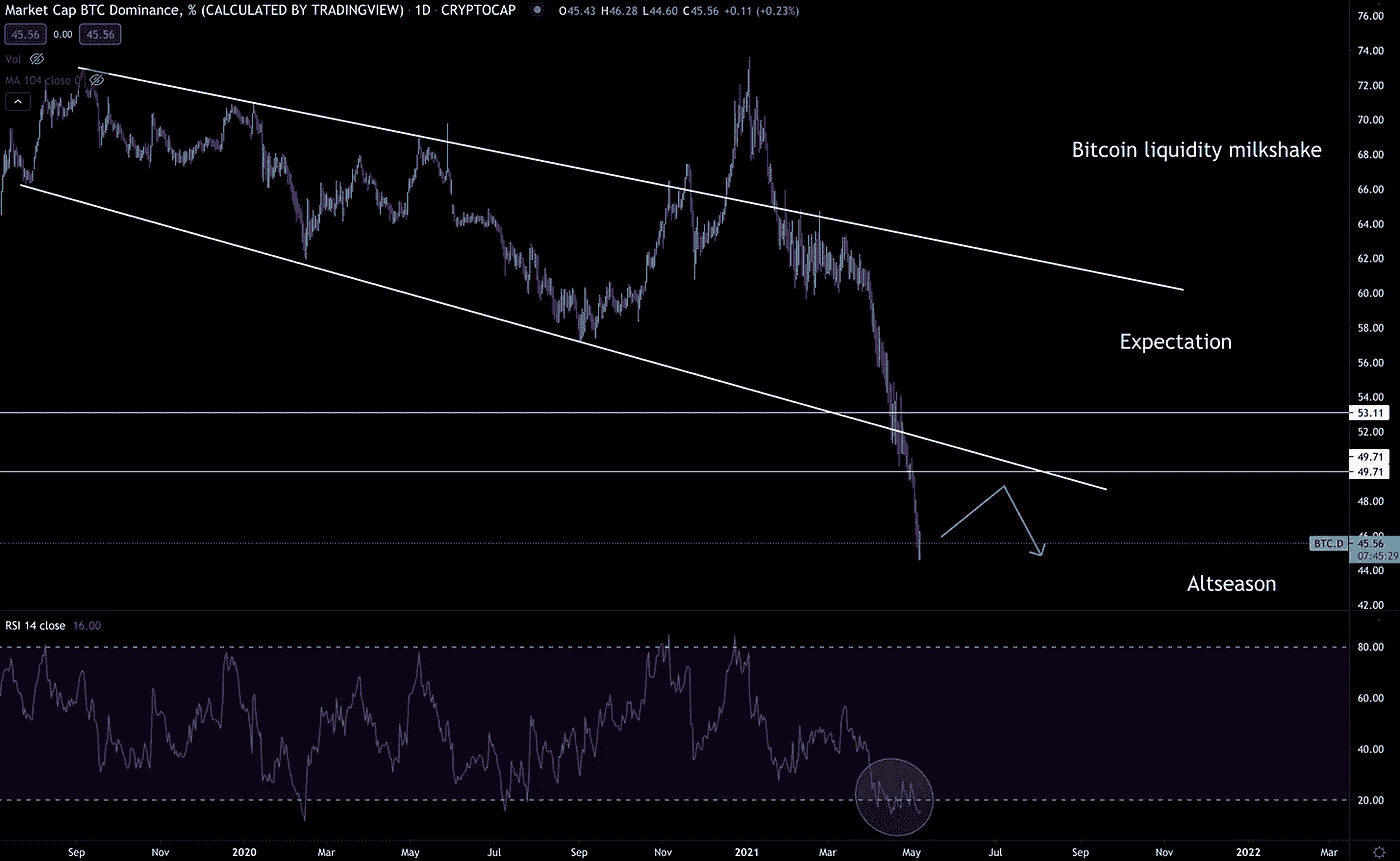 Market Cap BTC Dominance, % (CALCULATED BY TRADINGVIEW) · 1D · CRYPTOCAP O45.43 H46.28 L44.60 C45.56 +0.11 (+0.23%)
45.56 0.00 45.56
Vol
MA 104 close 0
76.00
74.00
72.00
70.00
68.00
Bitcoin liquidity milkshake
66.00
64.00
62.00
60.00
58.00
Expectation
56.00
54.00
53.11
52.00
49.71
49.71
48.00
46.00
BTC.D 45.56
07:45:29
44.00
Altseason
42.00
RSI 14 close 16.00
80.00
60.00
40.00
20.00
Sep Nov 2020 Mar May Jul Sep Nov 2021 Mar May Jul Sep Nov 2022 Mar